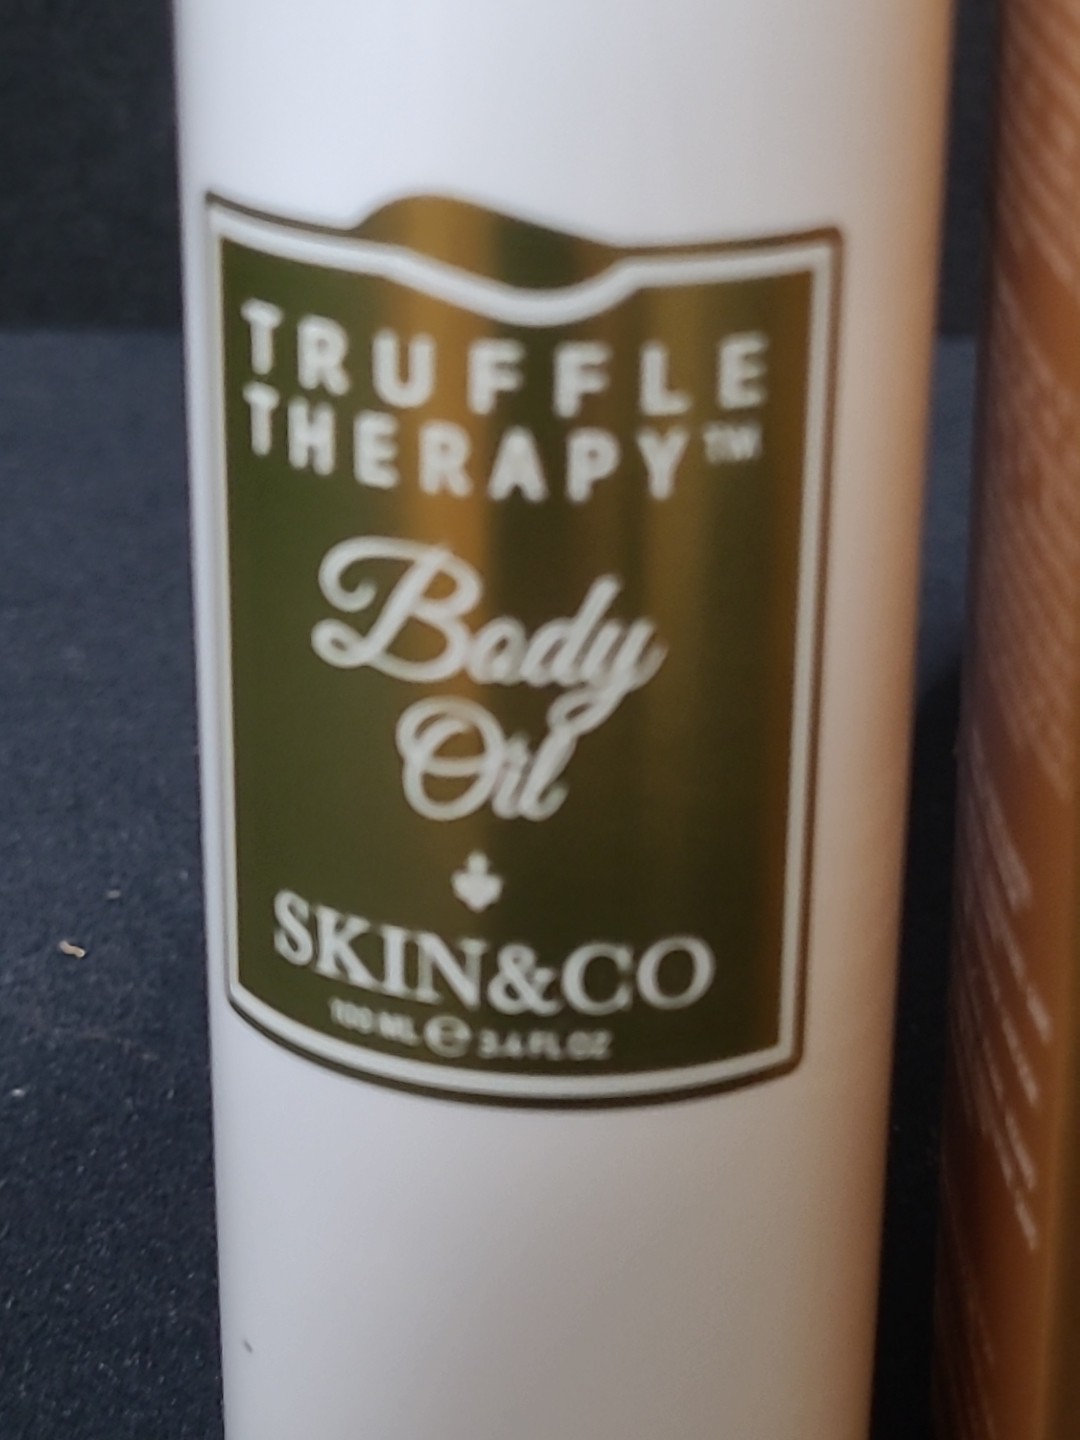 TRUFFLE
THERAPY™
Body
Oil
SKIN&CO
100 ML ℮ 3.4 FL OZ